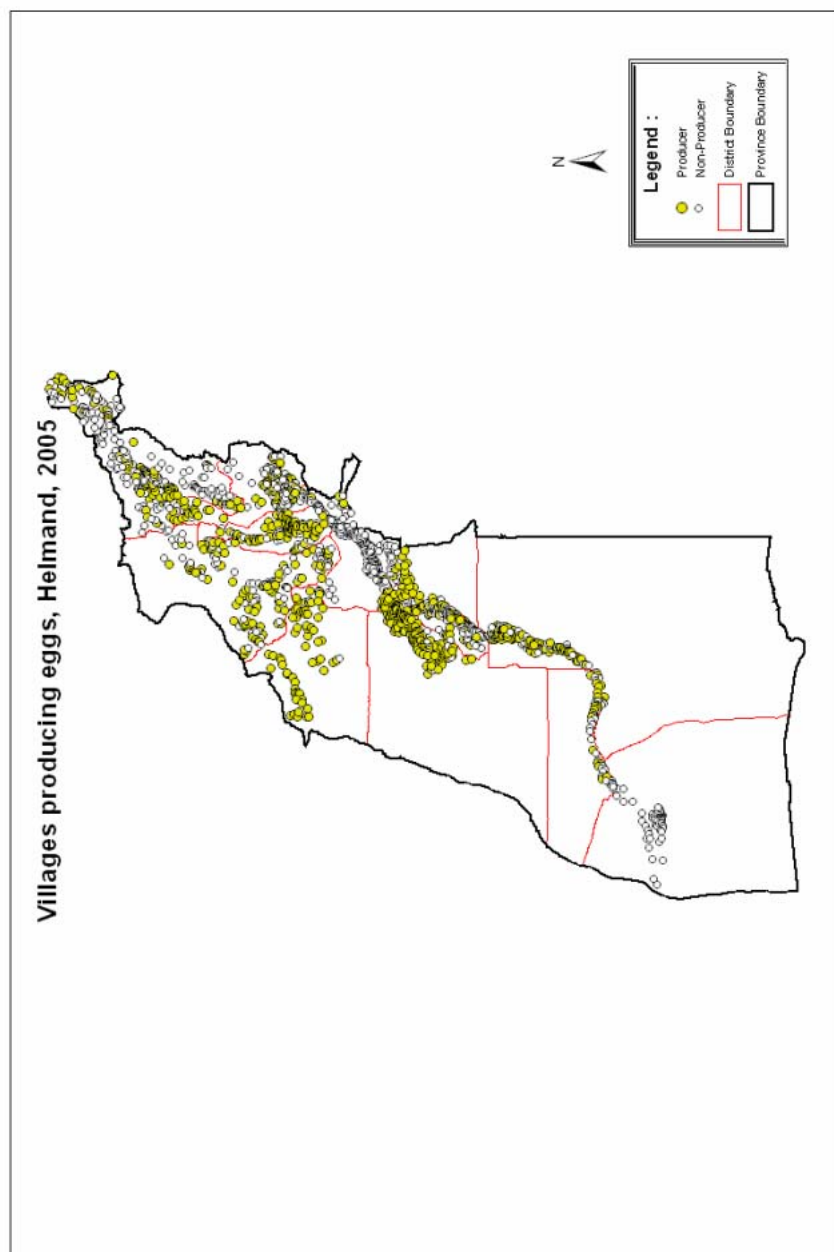 Villages producing eggs, Helmand, 2005
N
Legend :
Producer
Non-Producer
District Boundary
Province Boundary